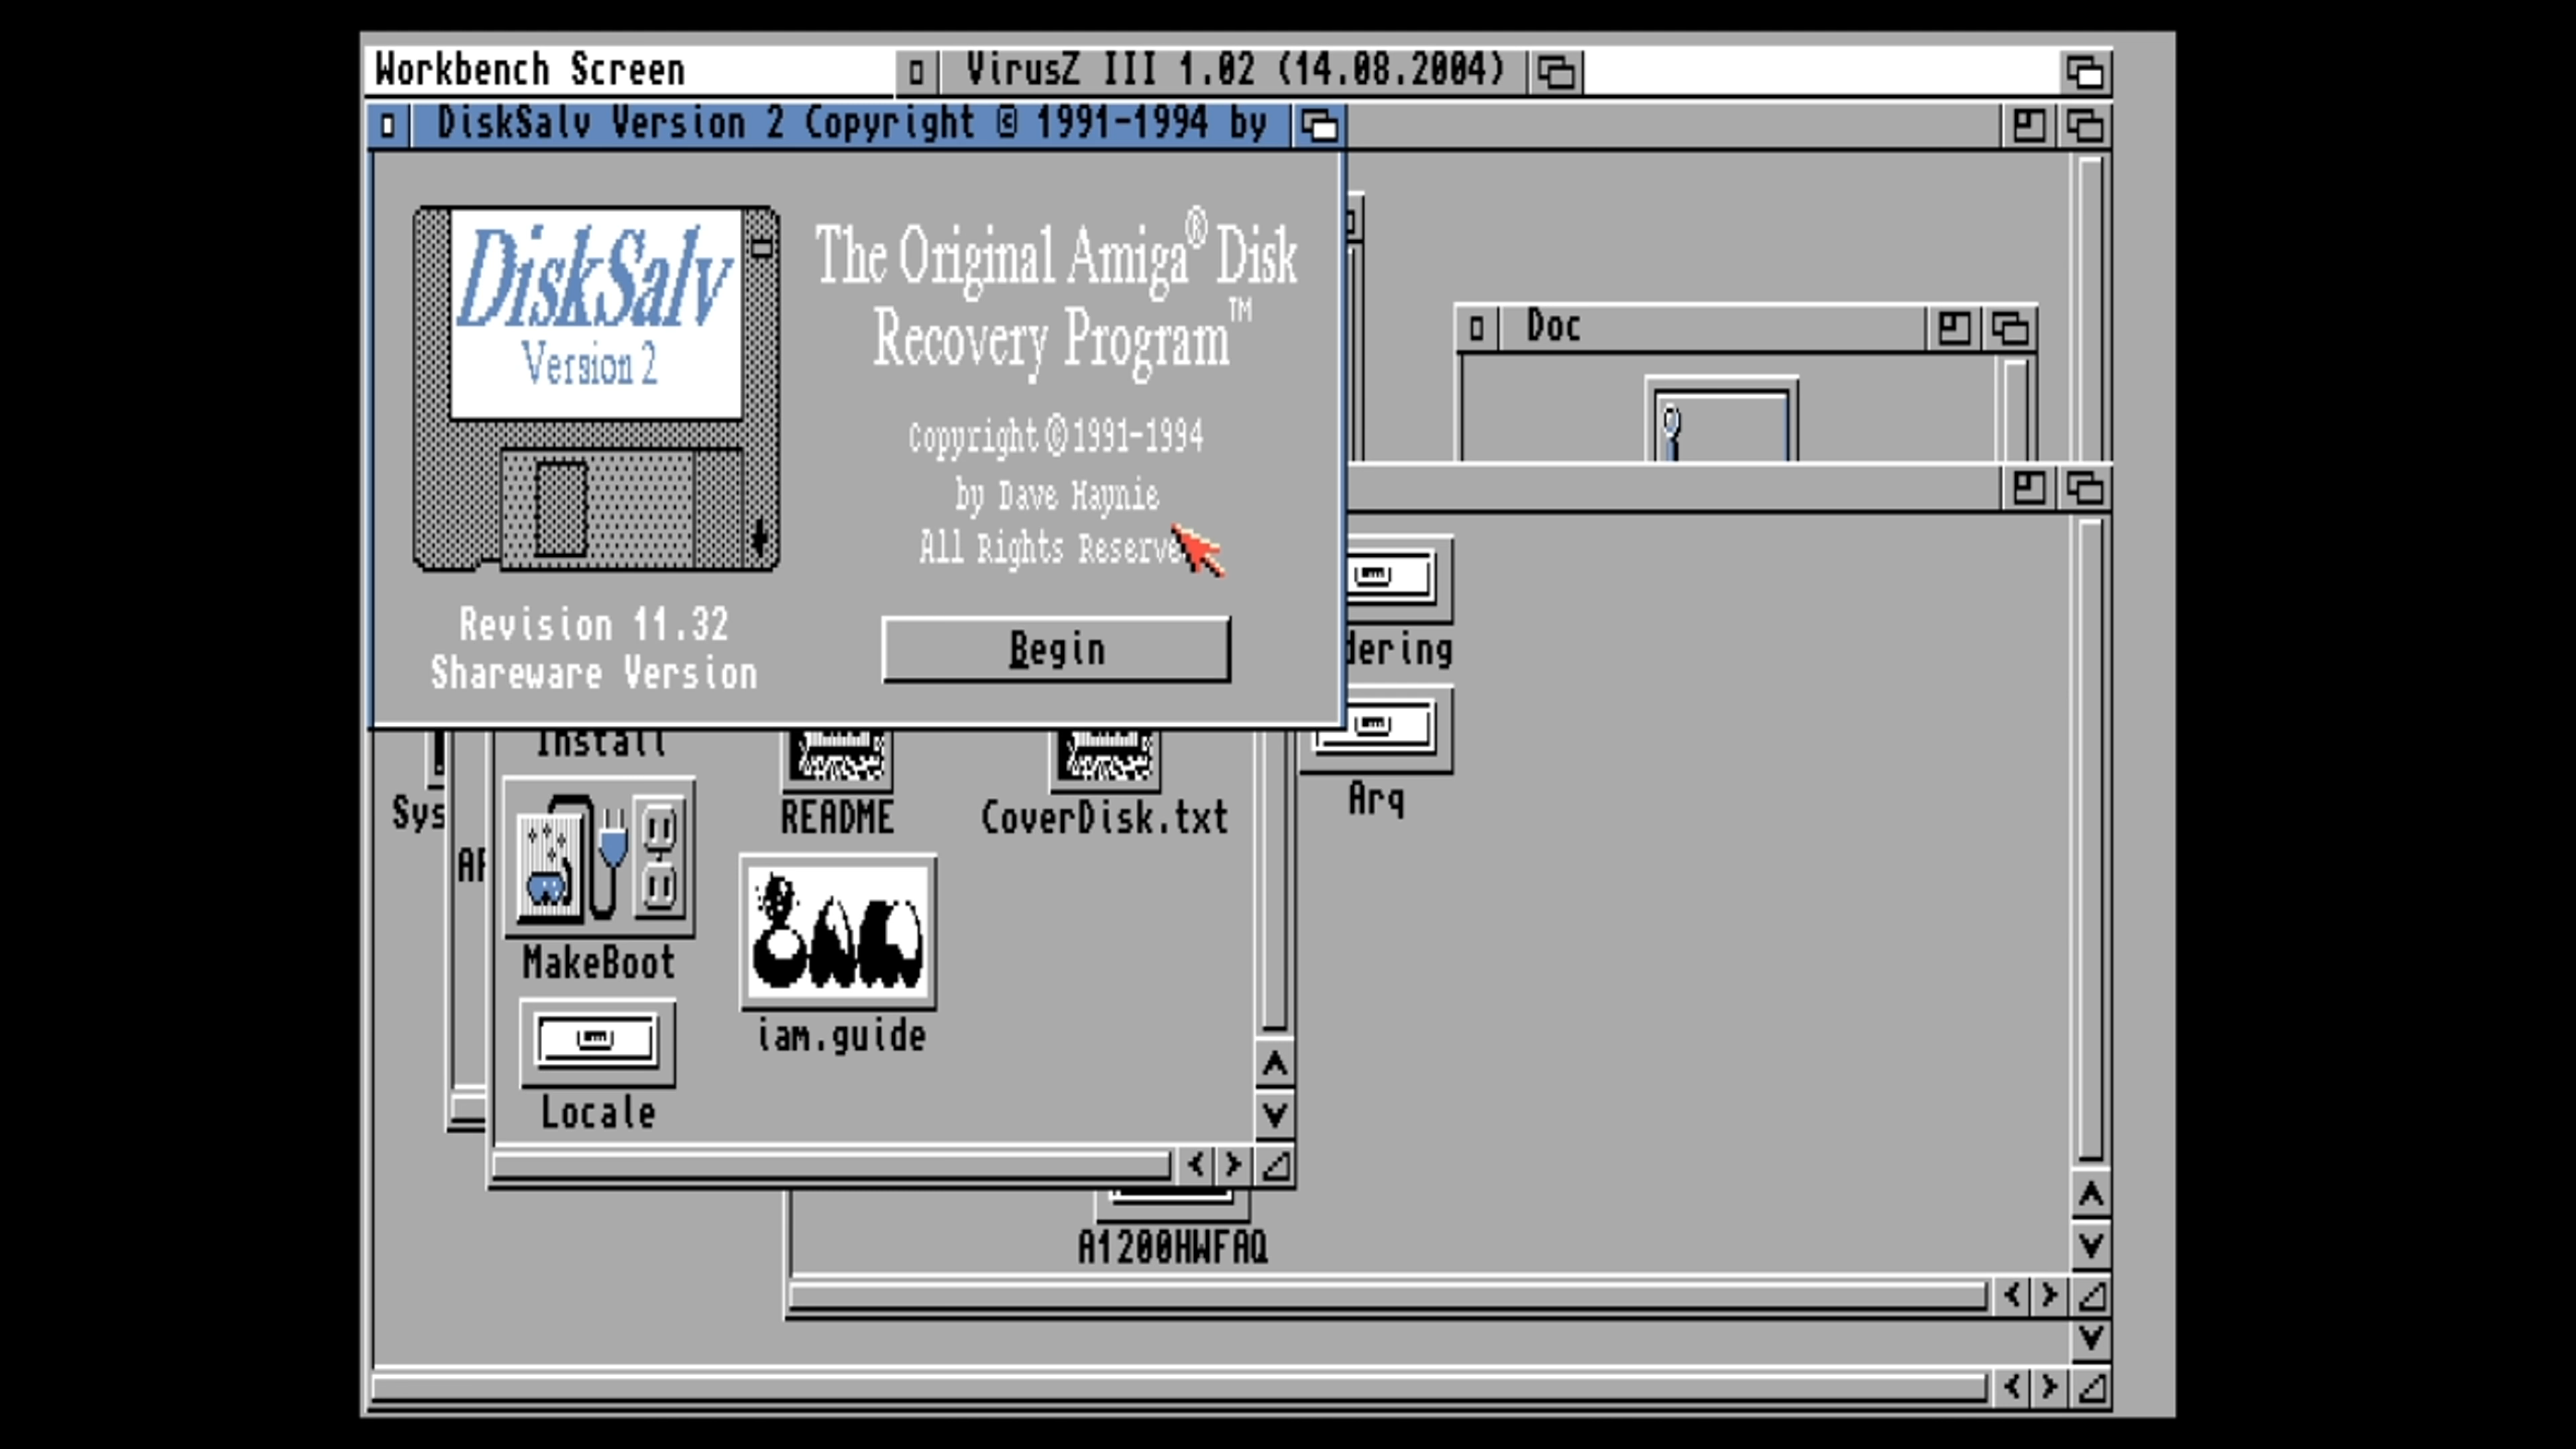 Workbench Screen
VirusZ III 1.02 (14.08.2004)
DiskSalv Version 2 Copyright © 1991-1994 by
DiskSalv
Version 2
The Original Amiga® Disk
Recovery Program™
Copyright © 1991-1994
by Dave Haynie
All Rights Reserve
Revision 11.32
Shareware Version
Begin
Doc
dering
Arq
Install
README
CoverDisk.txt
Sys
MakeBoot
iam.guide
Locale
A1200HWFAQ